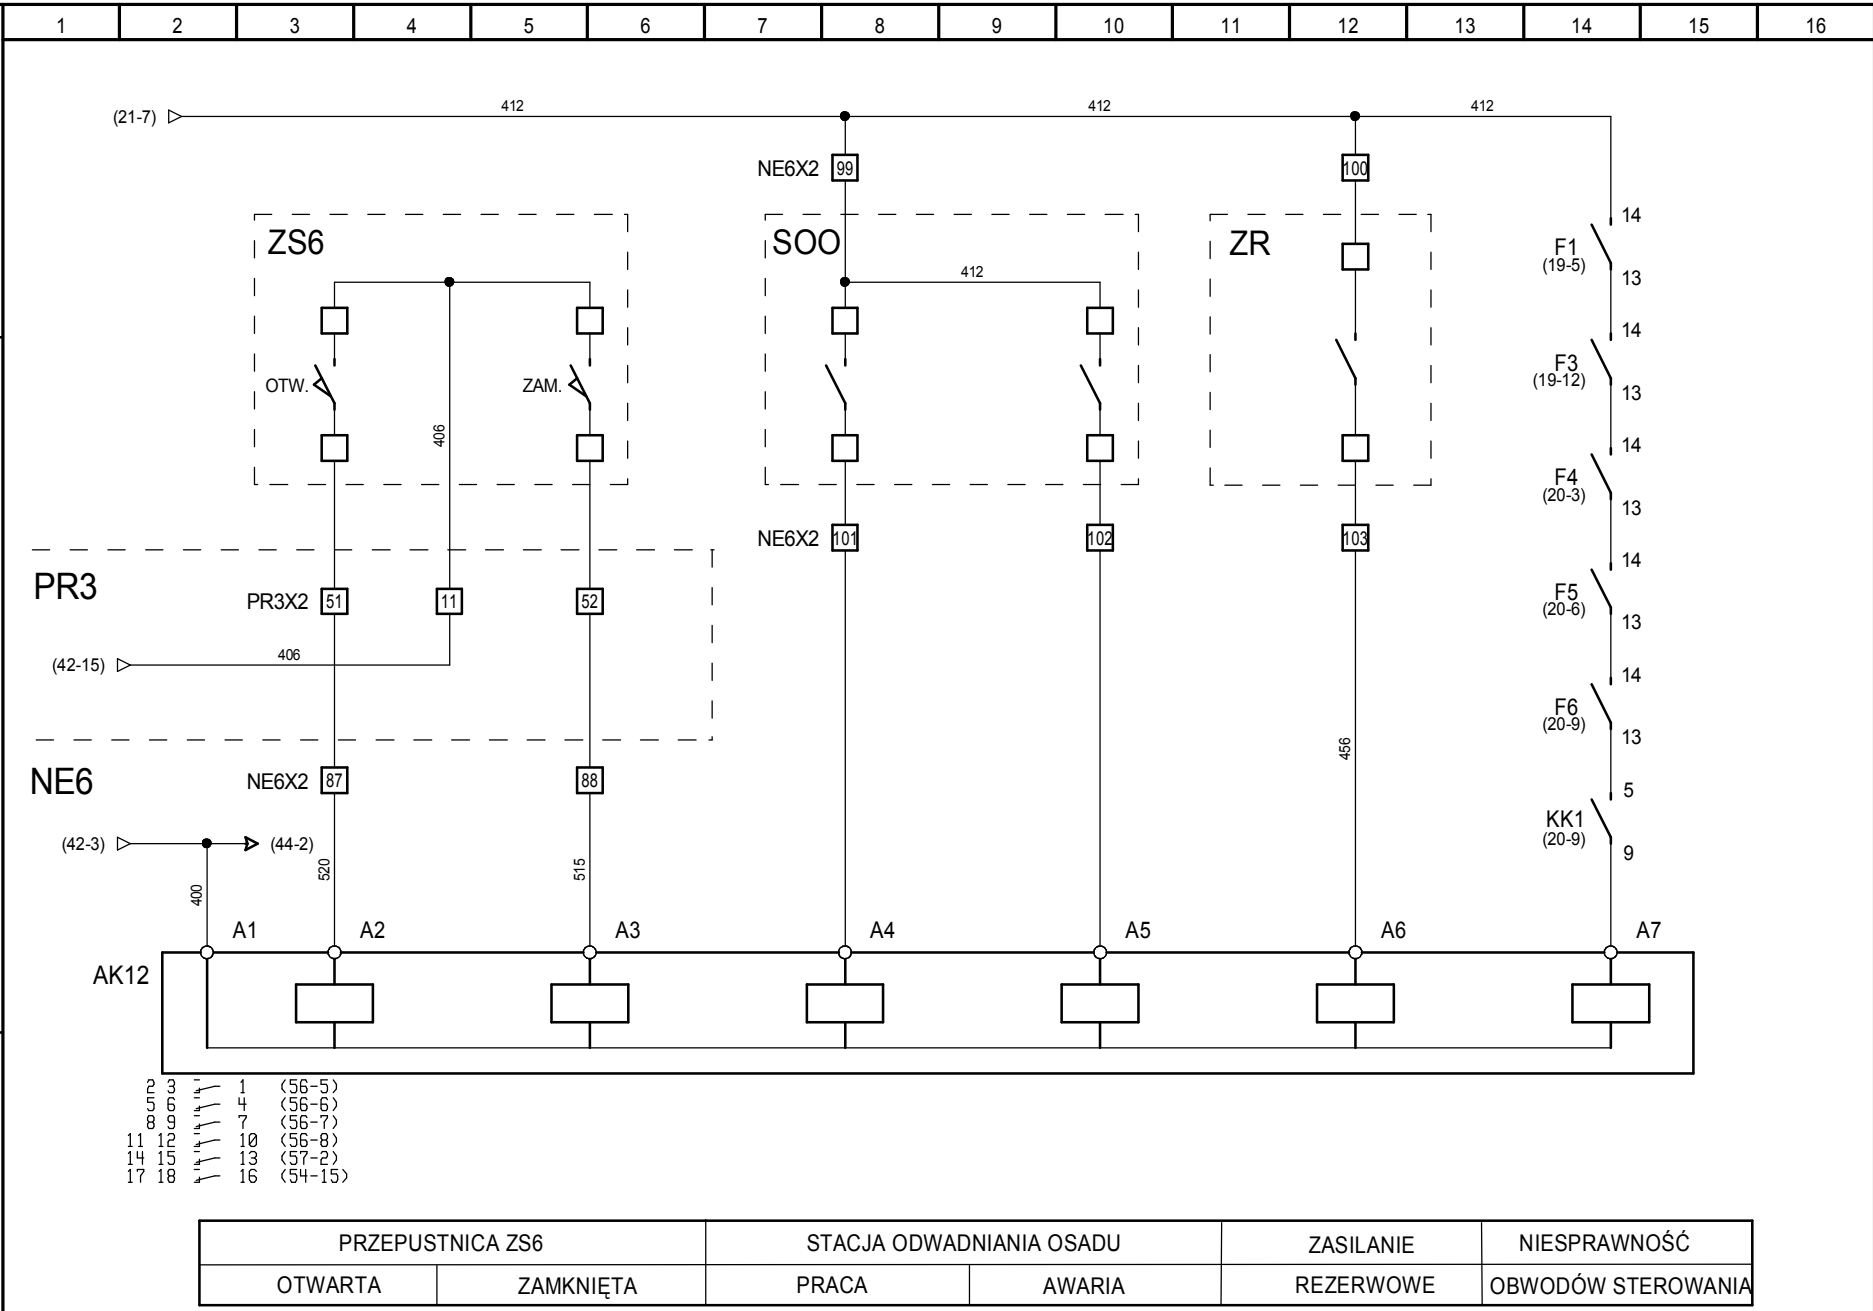 1 2 3 4 5 6 7 8 9 10 11 12 13 14 15 16
(21-7) 412 412 412
NE6X2 99 100
14
ZS6 SOO ZR
F1
(19-5)
412
13
14
F3
(19-12)
OTW. ZAM.
13
406
14
F4
(20-3)
13
NE6X2 101 102 103
14
PR3
PR3X2 51 11 52
F5
(20-6)
13
(42-15) 406
14
F6
(20-9)
13
456
NE6
NE6X2 87 88
5
KK1
(20-9)
9
(42-3) (44-2)
400 520 515
A1 A2 A3 A4 A5 A6 A7
AK12
2 3 1 (56-5)
5 6 4 (56-6)
8 9 7 (56-7)
11 12 10 (56-8)
14 15 13 (57-2)
17 18 16 (54-15)
PRZEPUSTNICA ZS6 STACJA ODWADNIANIA OSADU ZASILANIE NIESPRAWNOŚĆ
OTWARTA ZAMKNIĘTA PRACA AWARIA REZERWOWE OBWODÓW STEROWANIA